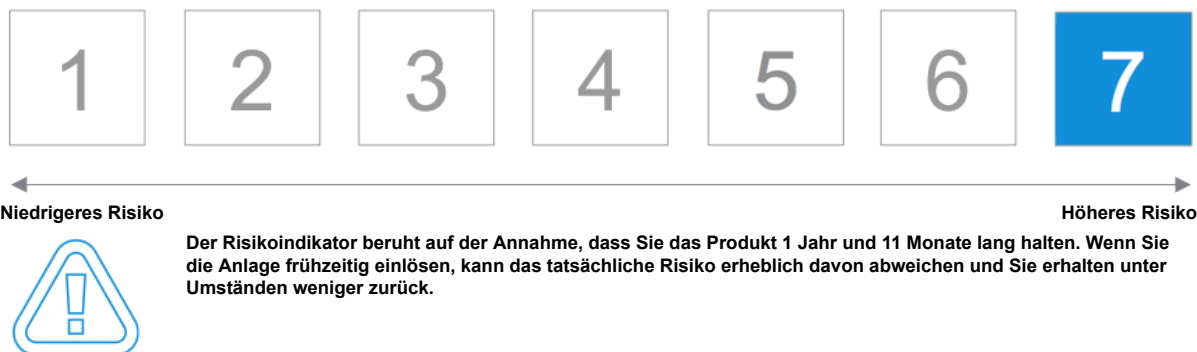 1 2 3 4 5 6 7
Niedrigeres Risiko Höheres Risiko
Der Risikoindikator beruht auf der Annahme, dass Sie das Produkt 1 Jahr und 11 Monate lang halten. Wenn Sie
die Anlage frühzeitig einlösen, kann das tatsächliche Risiko erheblich davon abweichen und Sie erhalten unter
Umständen weniger zurück.